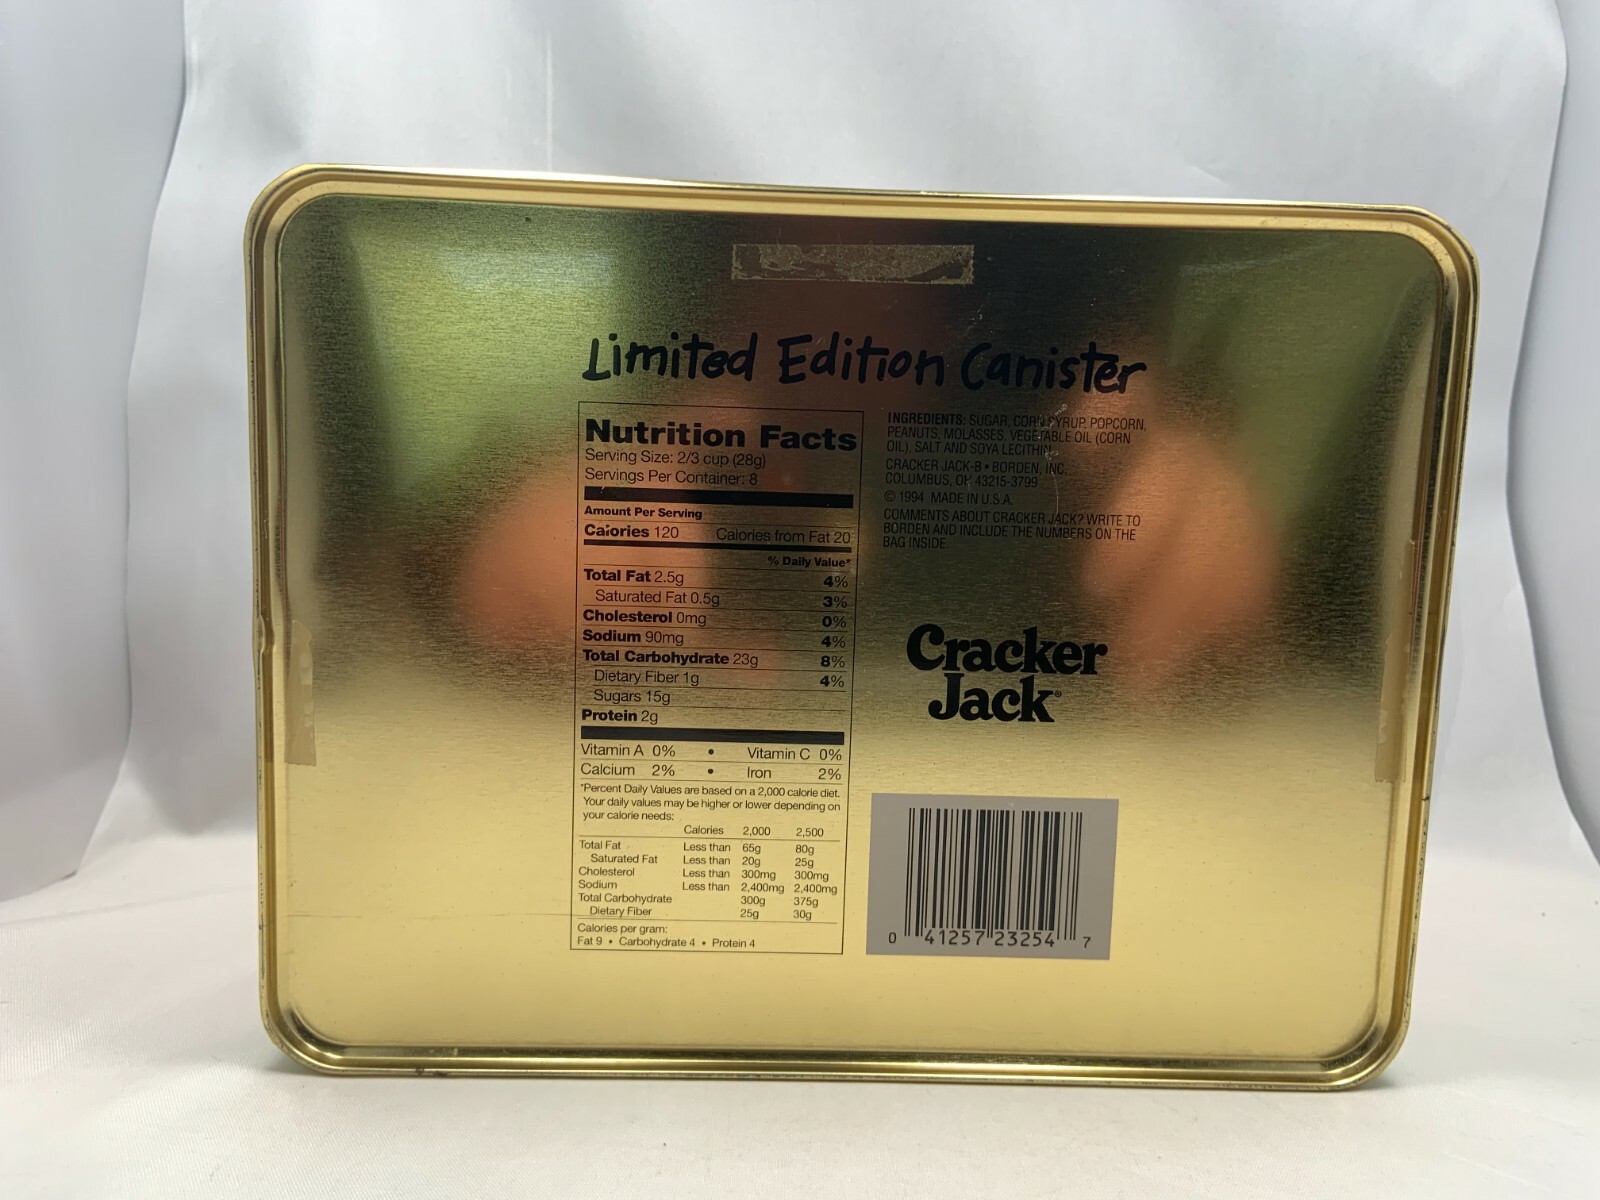 Limited Edition Canister
Nutrition Facts
Serving Size: 2/3 cup (28g)
Servings Per Container: 8
Amount Per Serving
Calories 120 Calories from Fat 20
% Daily Value*
Total Fat 2.5g 4%
Saturated Fat 0.5g 3%
Cholesterol 0mg 0%
Sodium 90mg 4%
Total Carbohydrate 23g 8%
Dietary Fiber 1g 4%
Sugars 15g
Protein 2g
Vitamin A 0% • Vitamin C 0%
Calcium 2% • Iron 2%
*Percent Daily Values are based on a 2,000 calorie diet.
Your daily values may be higher or lower depending on
your calorie needs:
Calories 2,000 2,500
Total Fat Less than 65g 80g
Saturated Fat Less than 20g 25g
Cholesterol Less than 300mg 300mg
Sodium Less than 2,400mg 2,400mg
Total Carbohydrate 300g 375g
Dietary Fiber 25g 30g
Calories per gram:
Fat 9 • Carbohydrate 4 • Protein 4
INGREDIENTS: SUGAR, CORN SYRUP, POPCORN,
PEANUTS, MOLASSES, VEGETABLE OIL (CORN
OIL), SALT AND SOYA LECITHIN.
CRACKER JACK-B • BORDEN, INC.
COLUMBUS, OH 43215-3799
© 1994 MADE IN U.S.A.
COMMENTS ABOUT CRACKER JACK? WRITE TO
BORDEN AND INCLUDE THE NUMBERS ON THE
BAG INSIDE.
Cracker
Jack®
0 41257 23254 7